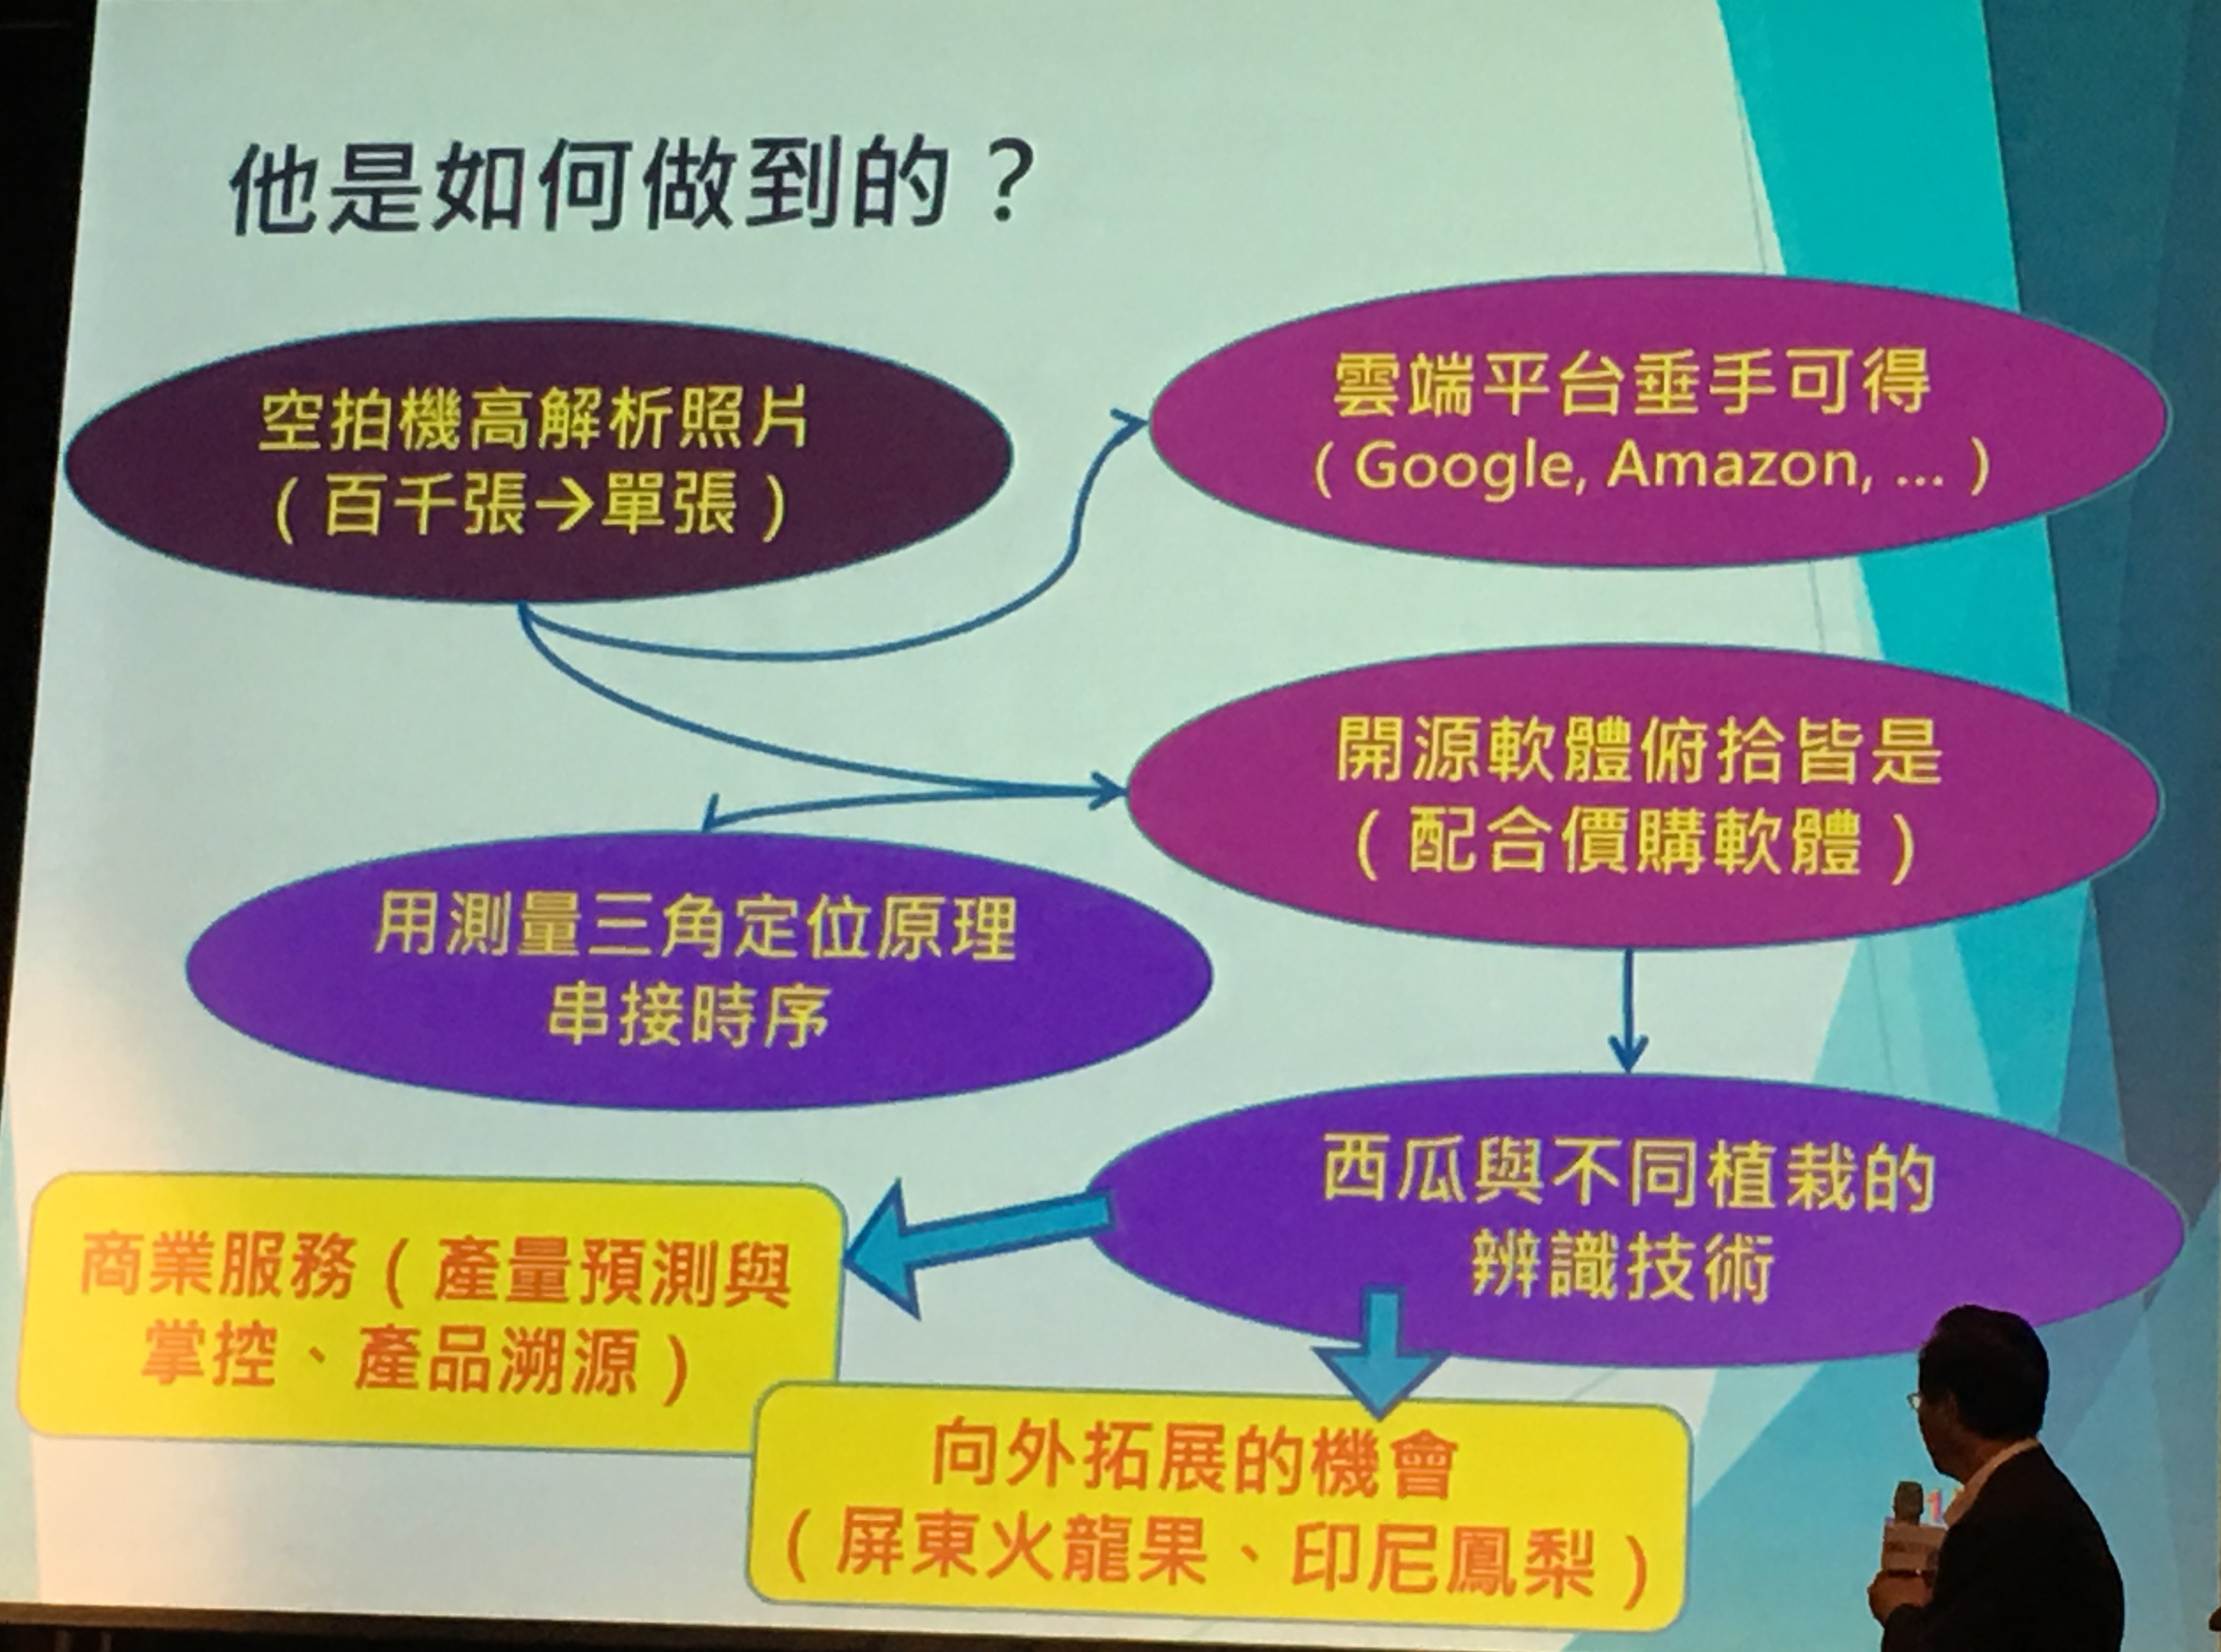 他是如何做到的？
空拍機高解析照片
（百千張→單張）
雲端平台垂手可得
（Google, Amazon, ...）
開源軟體俯拾皆是
（配合價購軟體）
用測量三角定位原理
串接時序
西瓜與不同植栽的
辨識技術
商業服務（產量預測與
掌控、產品溯源）
向外拓展的機會
（屏東火龍果、印尼鳳梨）